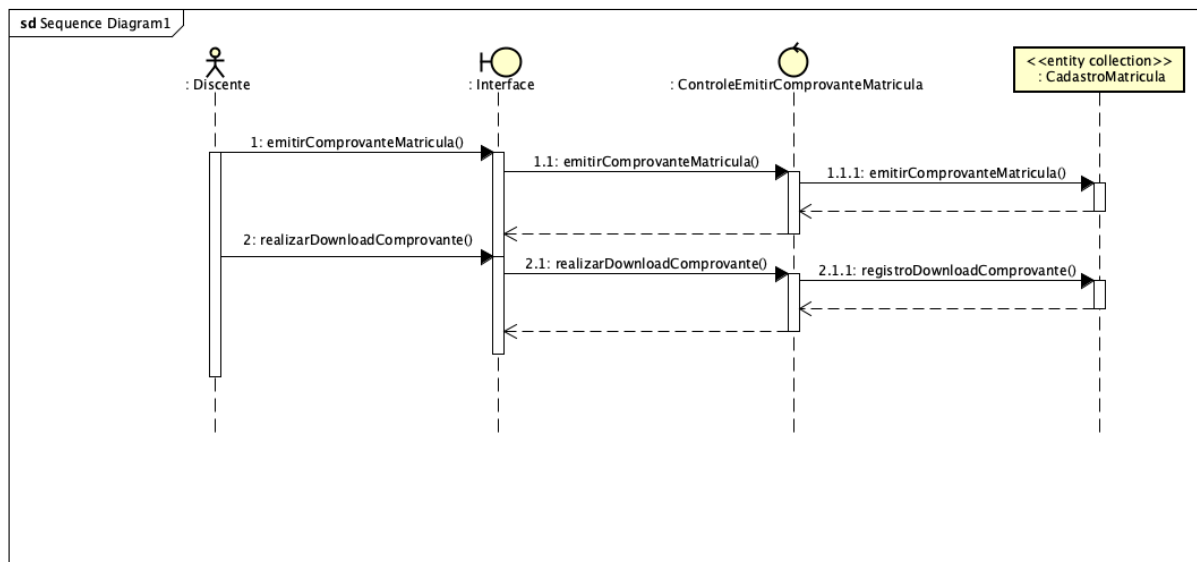 sd Sequence Diagram1
<<entity collection>>
: Discente
: Interface
: ControleEmitirComprovanteMatricula
: CadastroMatricula
1: emitirComprovanteMatricula()
1.1: emitirComprovanteMatricula()
1.1.1: emitirComprovanteMatricula()
2: realizarDownloadComprovante()
2.1: realizarDownloadComprovante()
2.1.1: registroDownloadComprovante()